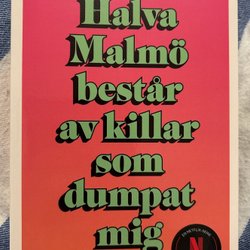 Halva
Malmö
består
av killar
som
dumpat
mig
N